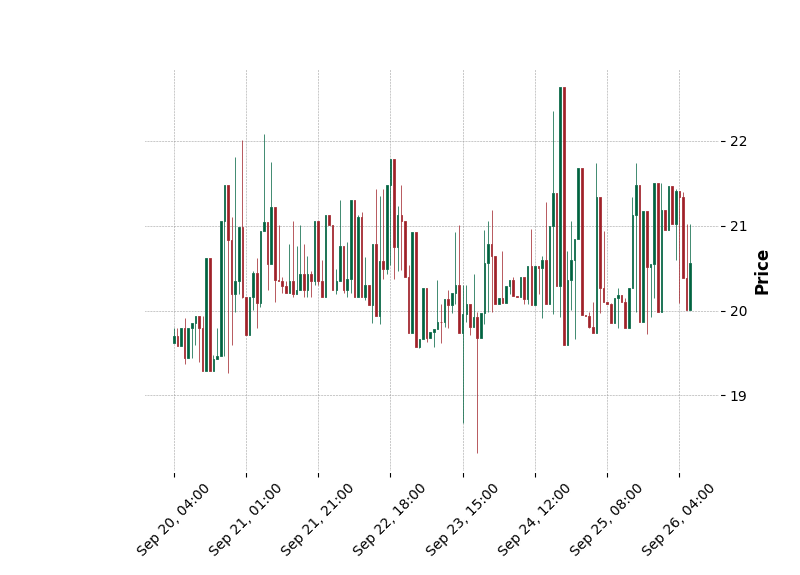 22
21
20
19
Price
Sep 20, 04:00
Sep 21, 01:00
Sep 21, 21:00
Sep 22, 18:00
Sep 23, 15:00
Sep 24, 12:00
Sep 25, 08:00
Sep 26, 04:00